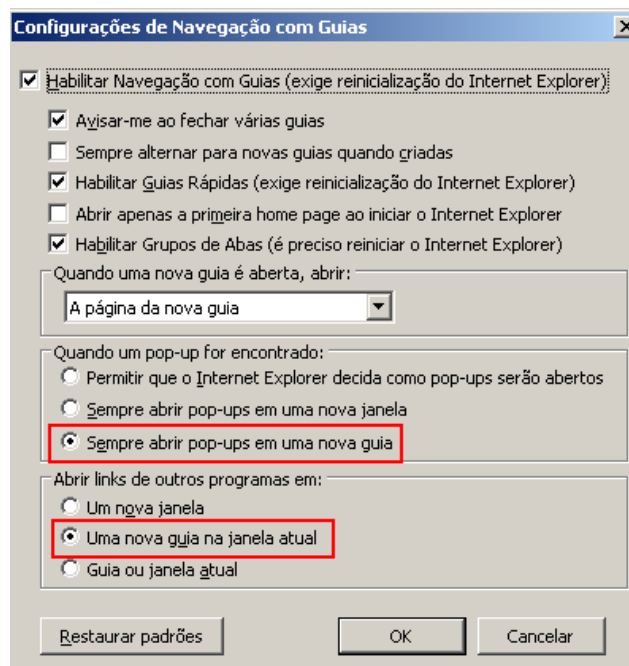 Configurações de Navegação com Guias
Habilitar Navegação com Guias (exige reinicialização do Internet Explorer)
Avisar-me ao fechar várias guias
Sempre alternar para novas guias quando criadas
Habilitar Guias Rápidas (exige reinicialização do Internet Explorer)
Abrir apenas a primeira home page ao iniciar o Internet Explorer
Habilitar Grupos de Abas (é preciso reiniciar o Internet Explorer)
Quando uma nova guia é aberta, abrir:
A página da nova guia
Quando um pop-up for encontrado:
Permitir que o Internet Explorer decida como pop-ups serão abertos
Sempre abrir pop-ups em uma nova janela
Sempre abrir pop-ups em uma nova guia
Abrir links de outros programas em:
Um nova janela
Uma nova guia na janela atual
Guia ou janela atual
Restaurar padrões OK Cancelar